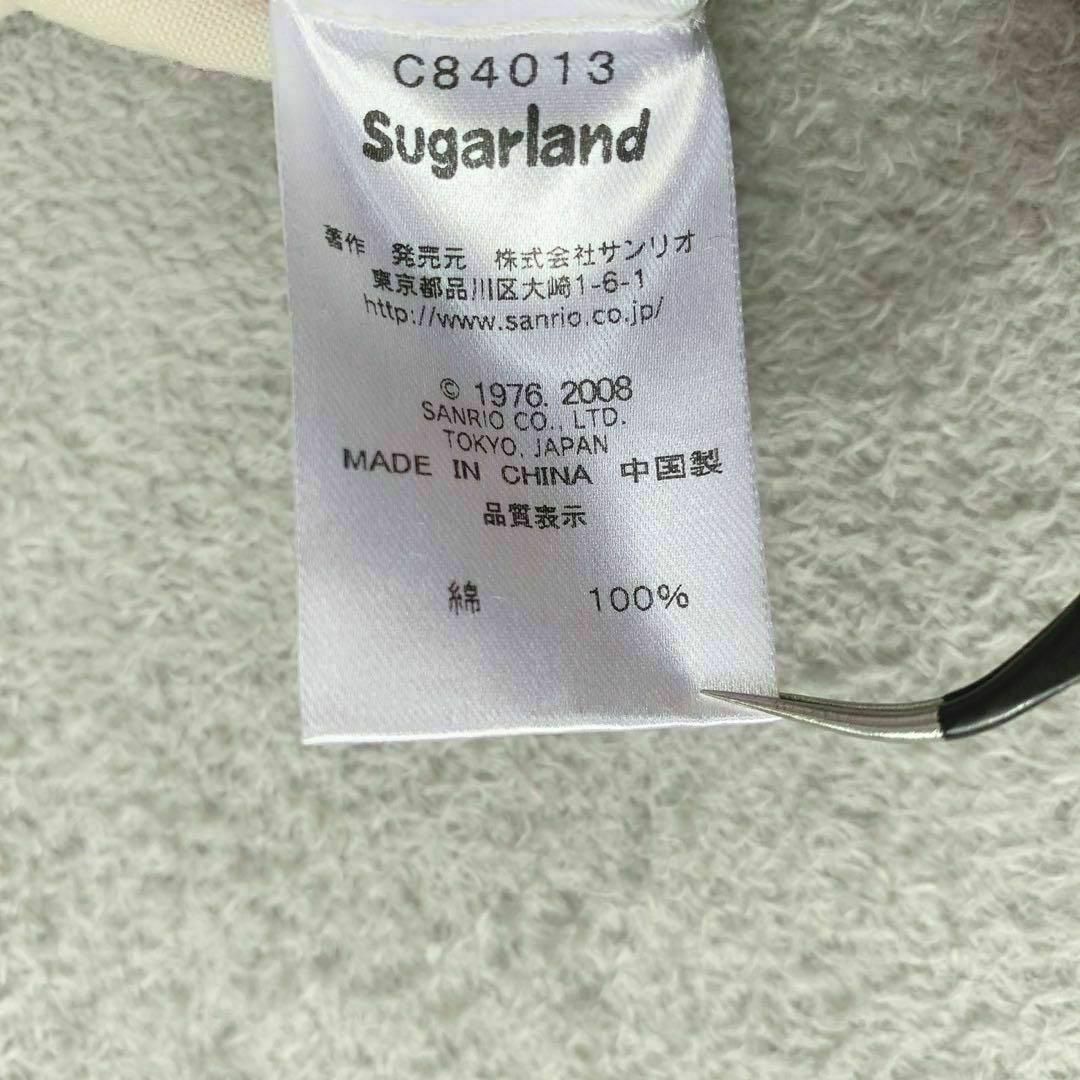 C84013
Sugarland
著作 発売元 株式会社サンリオ
東京都品川区大崎1-6-1
http://www.sanrio.co.jp/
© 1976. 2008
SANRIO CO., LTD.
TOKYO, JAPAN
MADE IN CHINA 中国製
品質表示
綿 100%